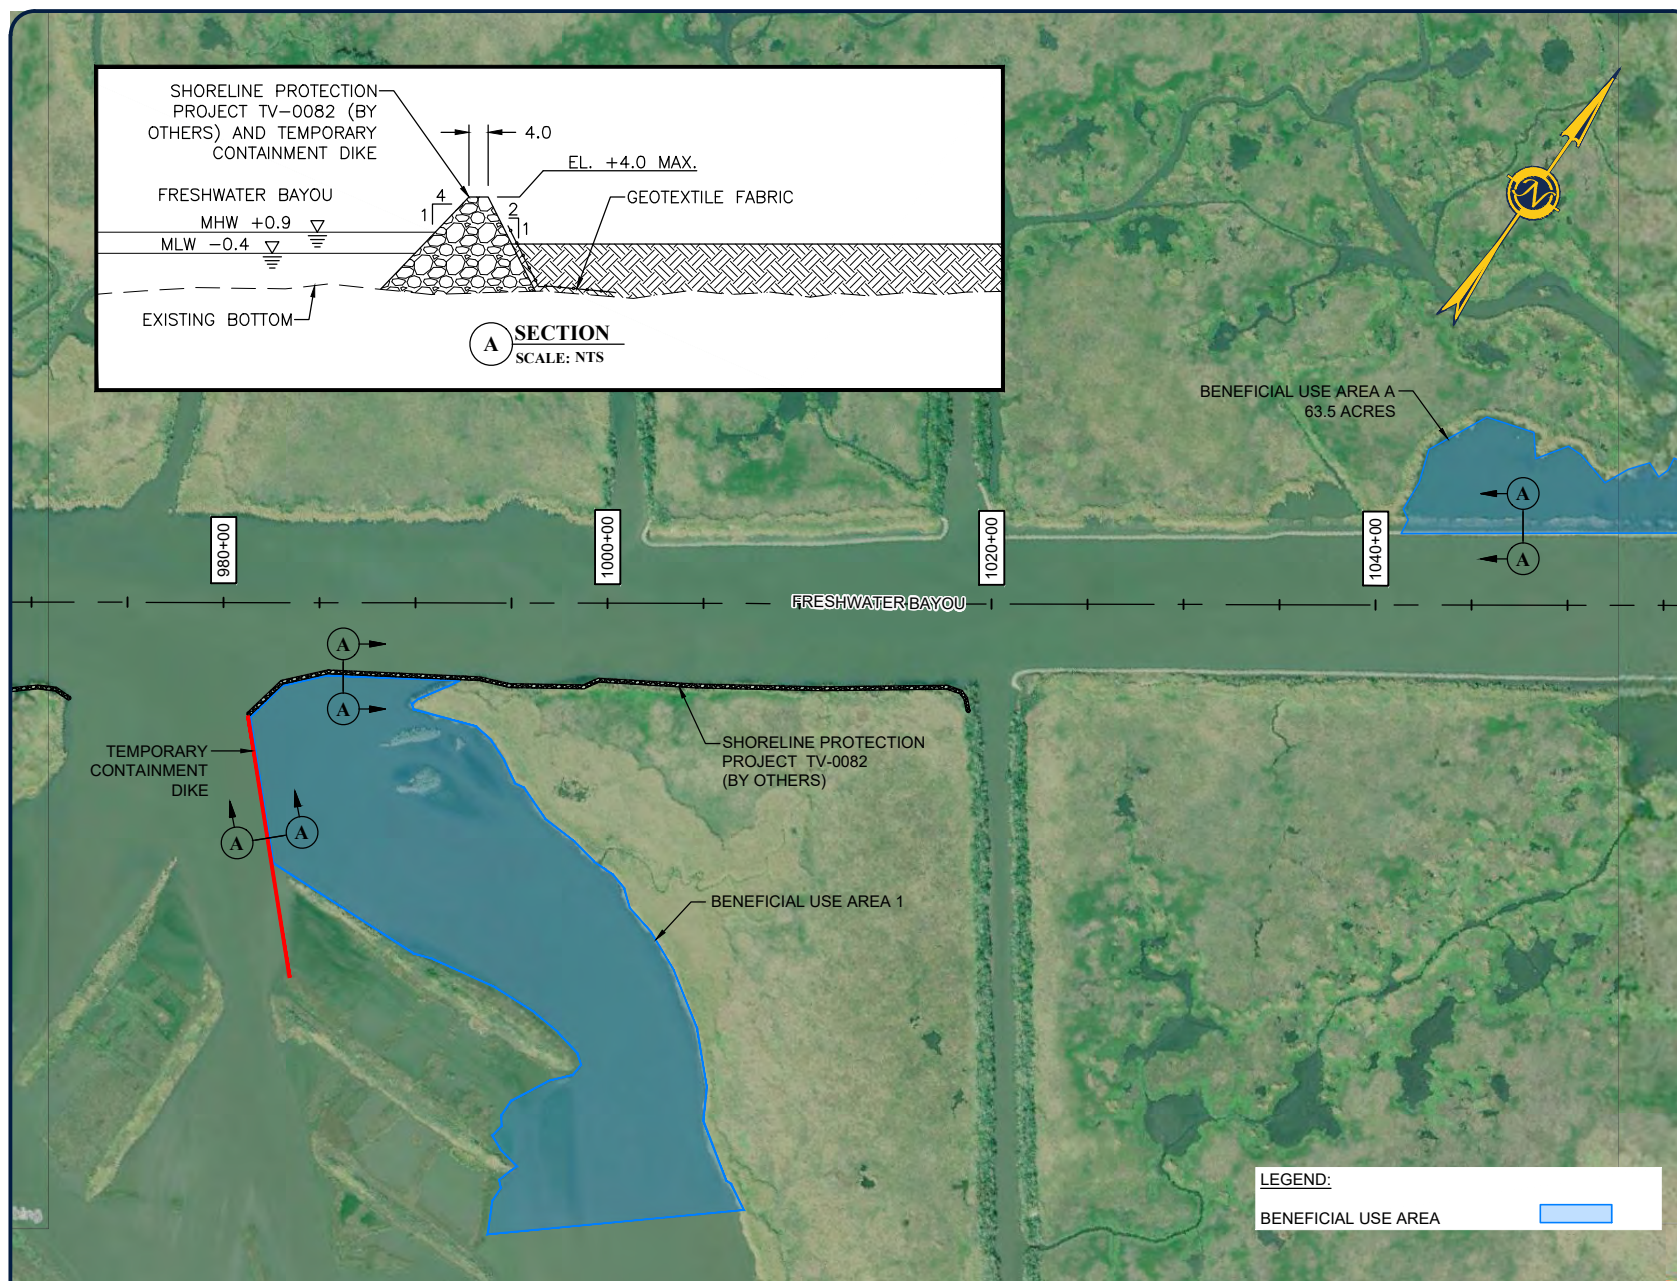 SHORELINE PROTECTION
PROJECT TV-0082 (BY
OTHERS) AND TEMPORARY
CONTAINMENT DIKE
4.0
EL. +4.0 MAX.
GEOTEXTILE FABRIC
FRESHWATER BAYOU
MHW +0.9
MLW -0.4
4
1
2
1
EXISTING BOTTOM
A SECTION
SCALE: NTS
N
BENEFICIAL USE AREA A
63.5 ACRES
A
A
980+00
1000+00
1020+00
1040+00
FRESHWATER BAYOU
A
A
TEMPORARY
CONTAINMENT
DIKE
SHORELINE PROTECTION
PROJECT TV-0082
(BY OTHERS)
A
A
BENEFICIAL USE AREA 1
LEGEND:
BENEFICIAL USE AREA